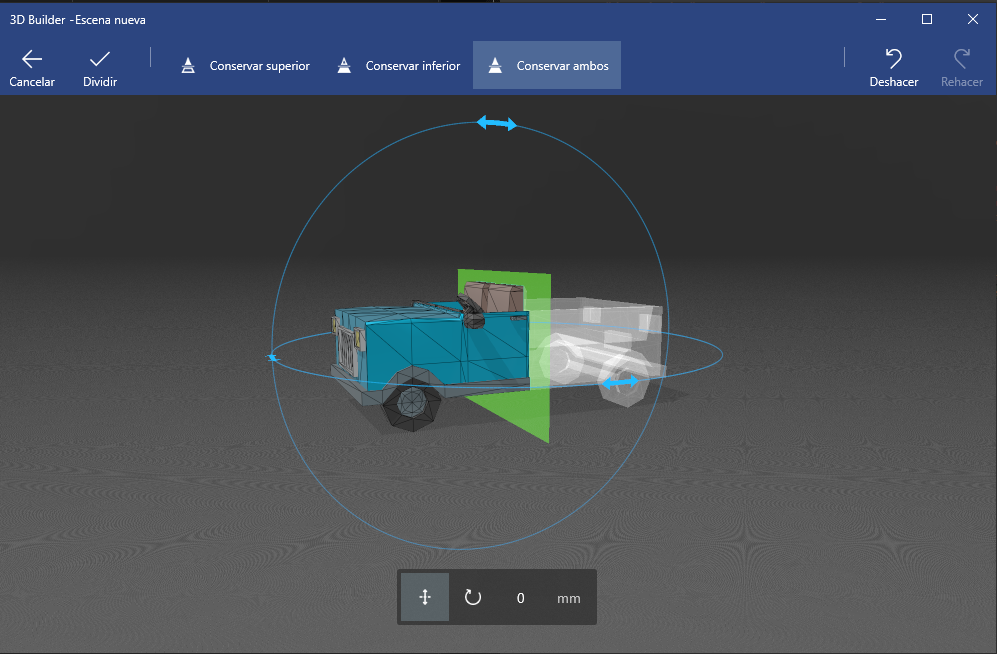 3D Builder -Escena nueva
Cancelar
Dividir
Conservar superior
Conservar inferior
Conservar ambos
Deshacer
Rehacer
0 mm